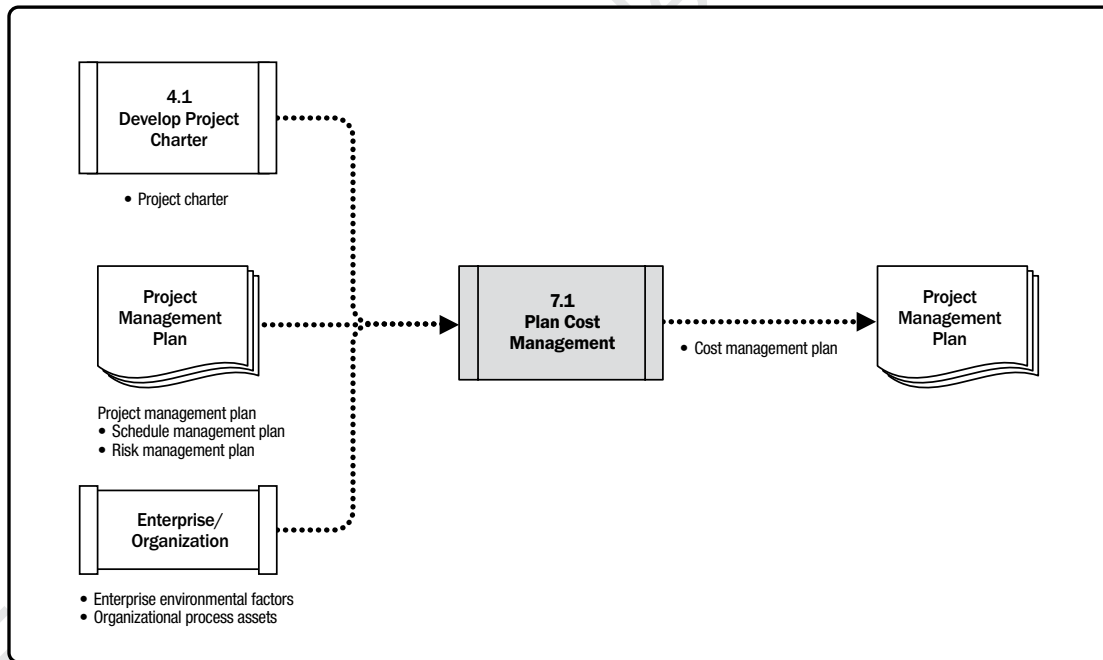 4.1
Develop Project
Charter
• Project charter
Project
Management
Plan
Project management plan
• Schedule management plan
• Risk management plan
Enterprise/
Organization
• Enterprise environmental factors
• Organizational process assets
7.1
Plan Cost
Management
• Cost management plan
Project
Management
Plan